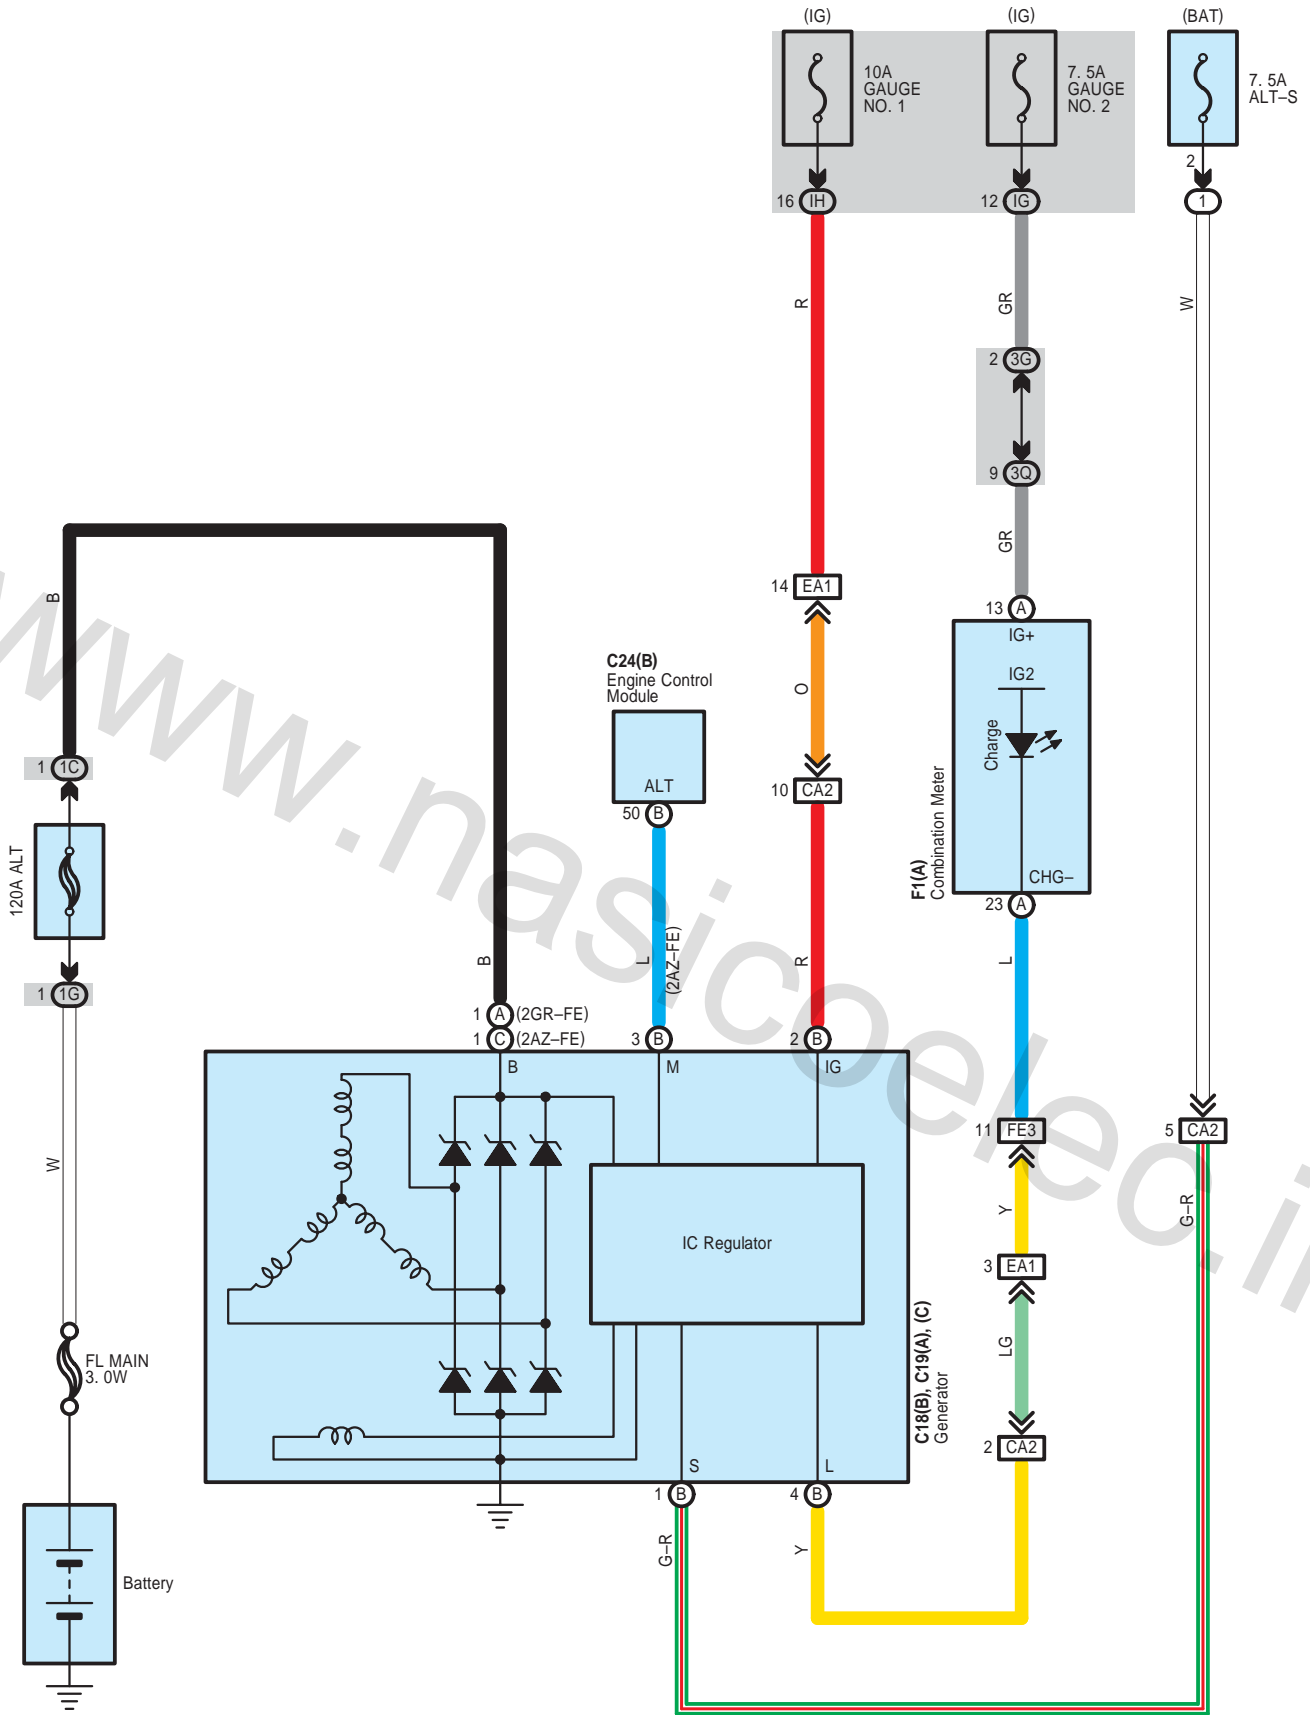 (IG)
(IG)
(BAT)
10A
GAUGE
NO. 1
7. 5A
GAUGE
NO. 2
7. 5A
ALT–S
2
16 IH
12 IG
1
R
GR
W
2 3G
9 3Q
GR
14 EA1
B
13 A
IG+
IG2
Charge
CHG–
F1(A)
Combination Meter
23 A
C24(B)
Engine Control
Module
ALT
50 B
O
10 CA2
1 1C
120A ALT
1 1G
B
L
(2AZ–FE)
R
L
1 A (2GR–FE)
1 C (2AZ–FE)
3 B
2 B
B
M
IG
11 FE3
5 CA2
W
Y
G–R
IC Regulator
3 EA1
LG
C18(B), C19(A), (C)
Generator
FL MAIN
3. 0W
2 CA2
S
L
1 B
4 B
G–R
Y
Battery
www.nasicoelec.ir